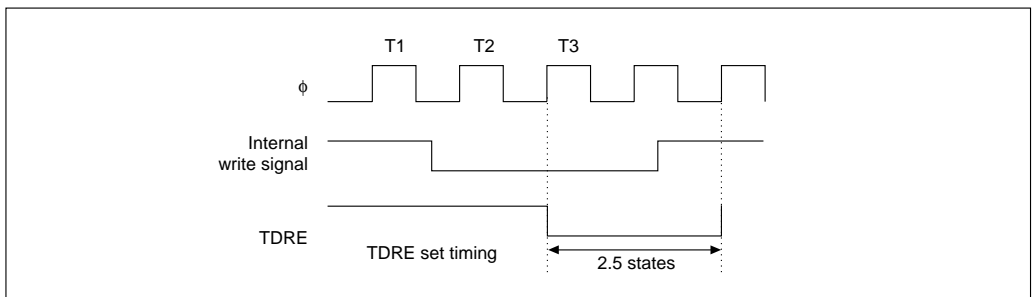 T1 T2 T3
ϕ
Internal
write signal
TDRE
TDRE set timing
2.5 states